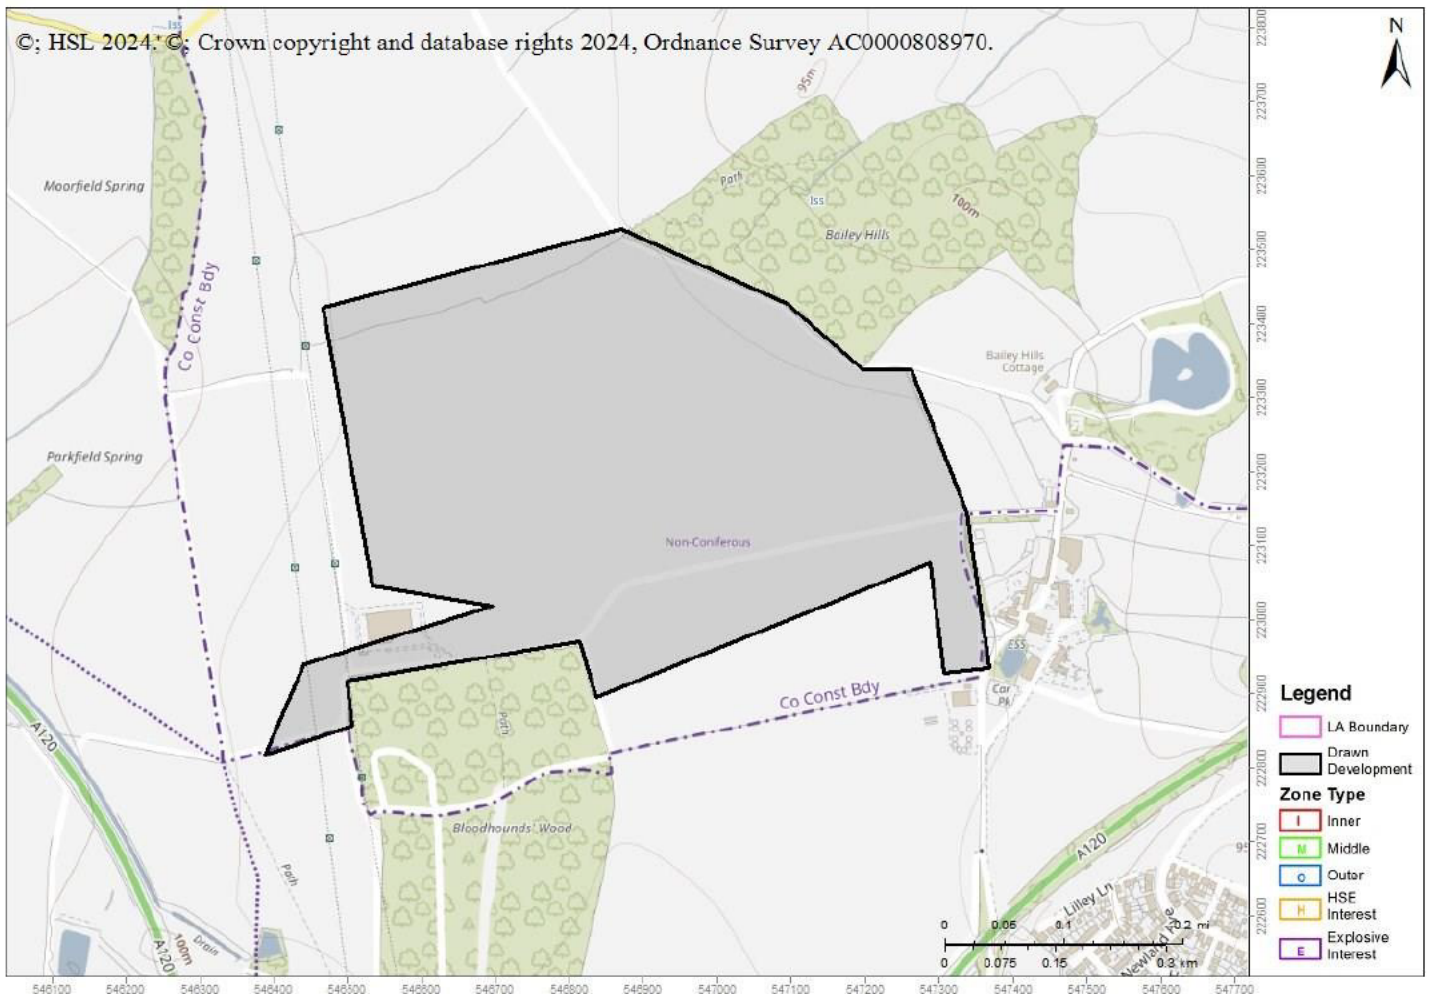 Iss
©; HSL 2024. ©; Crown copyright and database rights 2024, Ordnance Survey AC0000808970.
N
95m
Moorfield Spring
Path
Iss
100m
Bailey Hills
Co Const Bdy
Bailey Hills
Cottage
Parkfield Spring
Non-Coniferous
ESS
Co Const Bdy
Car
Pk
Path
A120
Bloodhounds' Wood
A120
Path
Lilley Ln
Newland Ave
100m
Drain
A120
0 0.05 0.1 0.2 mi
0 0.075 0.15 0.3 km
Legend
LA Boundary
Drawn
Development
Zone Type
I Inner
M Middle
O Outer
H HSE
Interest
E Explosive
Interest
223800
223700
223600
223500
223400
223300
223200
223100
223000
222900
222800
222700
222600
546100 546200 546300 546400 546500 546600 546700 546800 546900 547000 547100 547200 547300 547400 547500 547600 547700